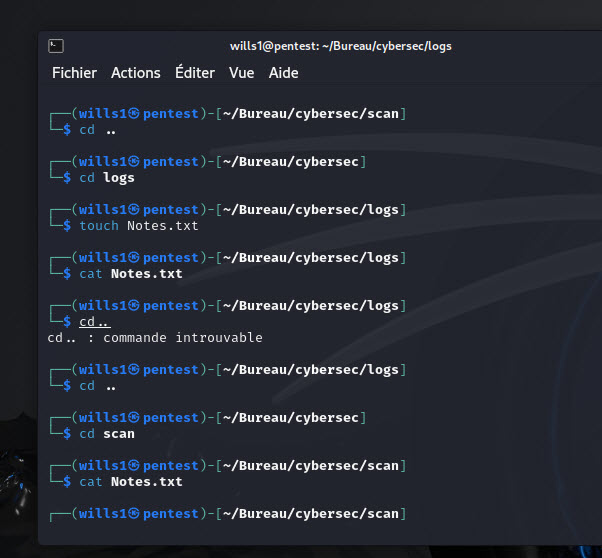 wills1@pentest: ~/Bureau/cybersec/logs
Fichier Actions Éditer Vue Aide
┌──(wills1㉿pentest)-[~/Bureau/cybersec/scan]
└─$ cd ..
┌──(wills1㉿pentest)-[~/Bureau/cybersec]
└─$ cd logs
┌──(wills1㉿pentest)-[~/Bureau/cybersec/logs]
└─$ touch Notes.txt
┌──(wills1㉿pentest)-[~/Bureau/cybersec/logs]
└─$ cat Notes.txt
┌──(wills1㉿pentest)-[~/Bureau/cybersec/logs]
└─$ cd..
cd.. : commande introuvable
┌──(wills1㉿pentest)-[~/Bureau/cybersec/logs]
└─$ cd ..
┌──(wills1㉿pentest)-[~/Bureau/cybersec]
└─$ cd scan
┌──(wills1㉿pentest)-[~/Bureau/cybersec/scan]
└─$ cat Notes.txt
┌──(wills1㉿pentest)-[~/Bureau/cybersec/scan]